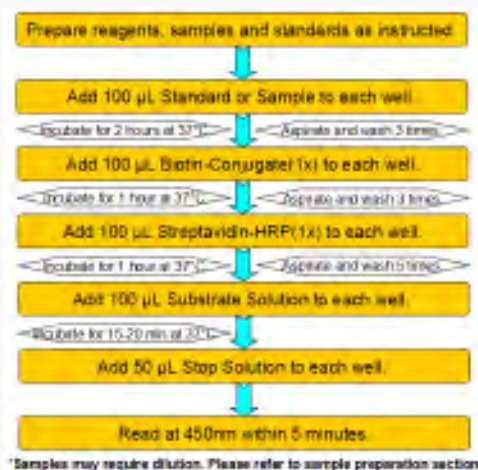 Prepare reagents, samples and standards as instructed.
Add 100 µL Standard or Sample to each well.
Incubate for 2 hours at 37°C
Aspirate and wash 3 times
Add 100 µL Biotin-Conjugate(1x) to each well.
Incubate for 1 hour at 37°C
Aspirate and wash 3 times
Add 100 µL Streptavidin-HRP(1x) to each well.
Incubate for 1 hour 37°C
Aspirate and wash 5 times
Add 100 µL Substrate Solution to each well.
Incubate for 15-20 min at 37°C
Add 50 µL Stop Solution to each well.
Read at 450nm within 5 minutes.
*Samples may require dilution. Please refer to sample preparation section